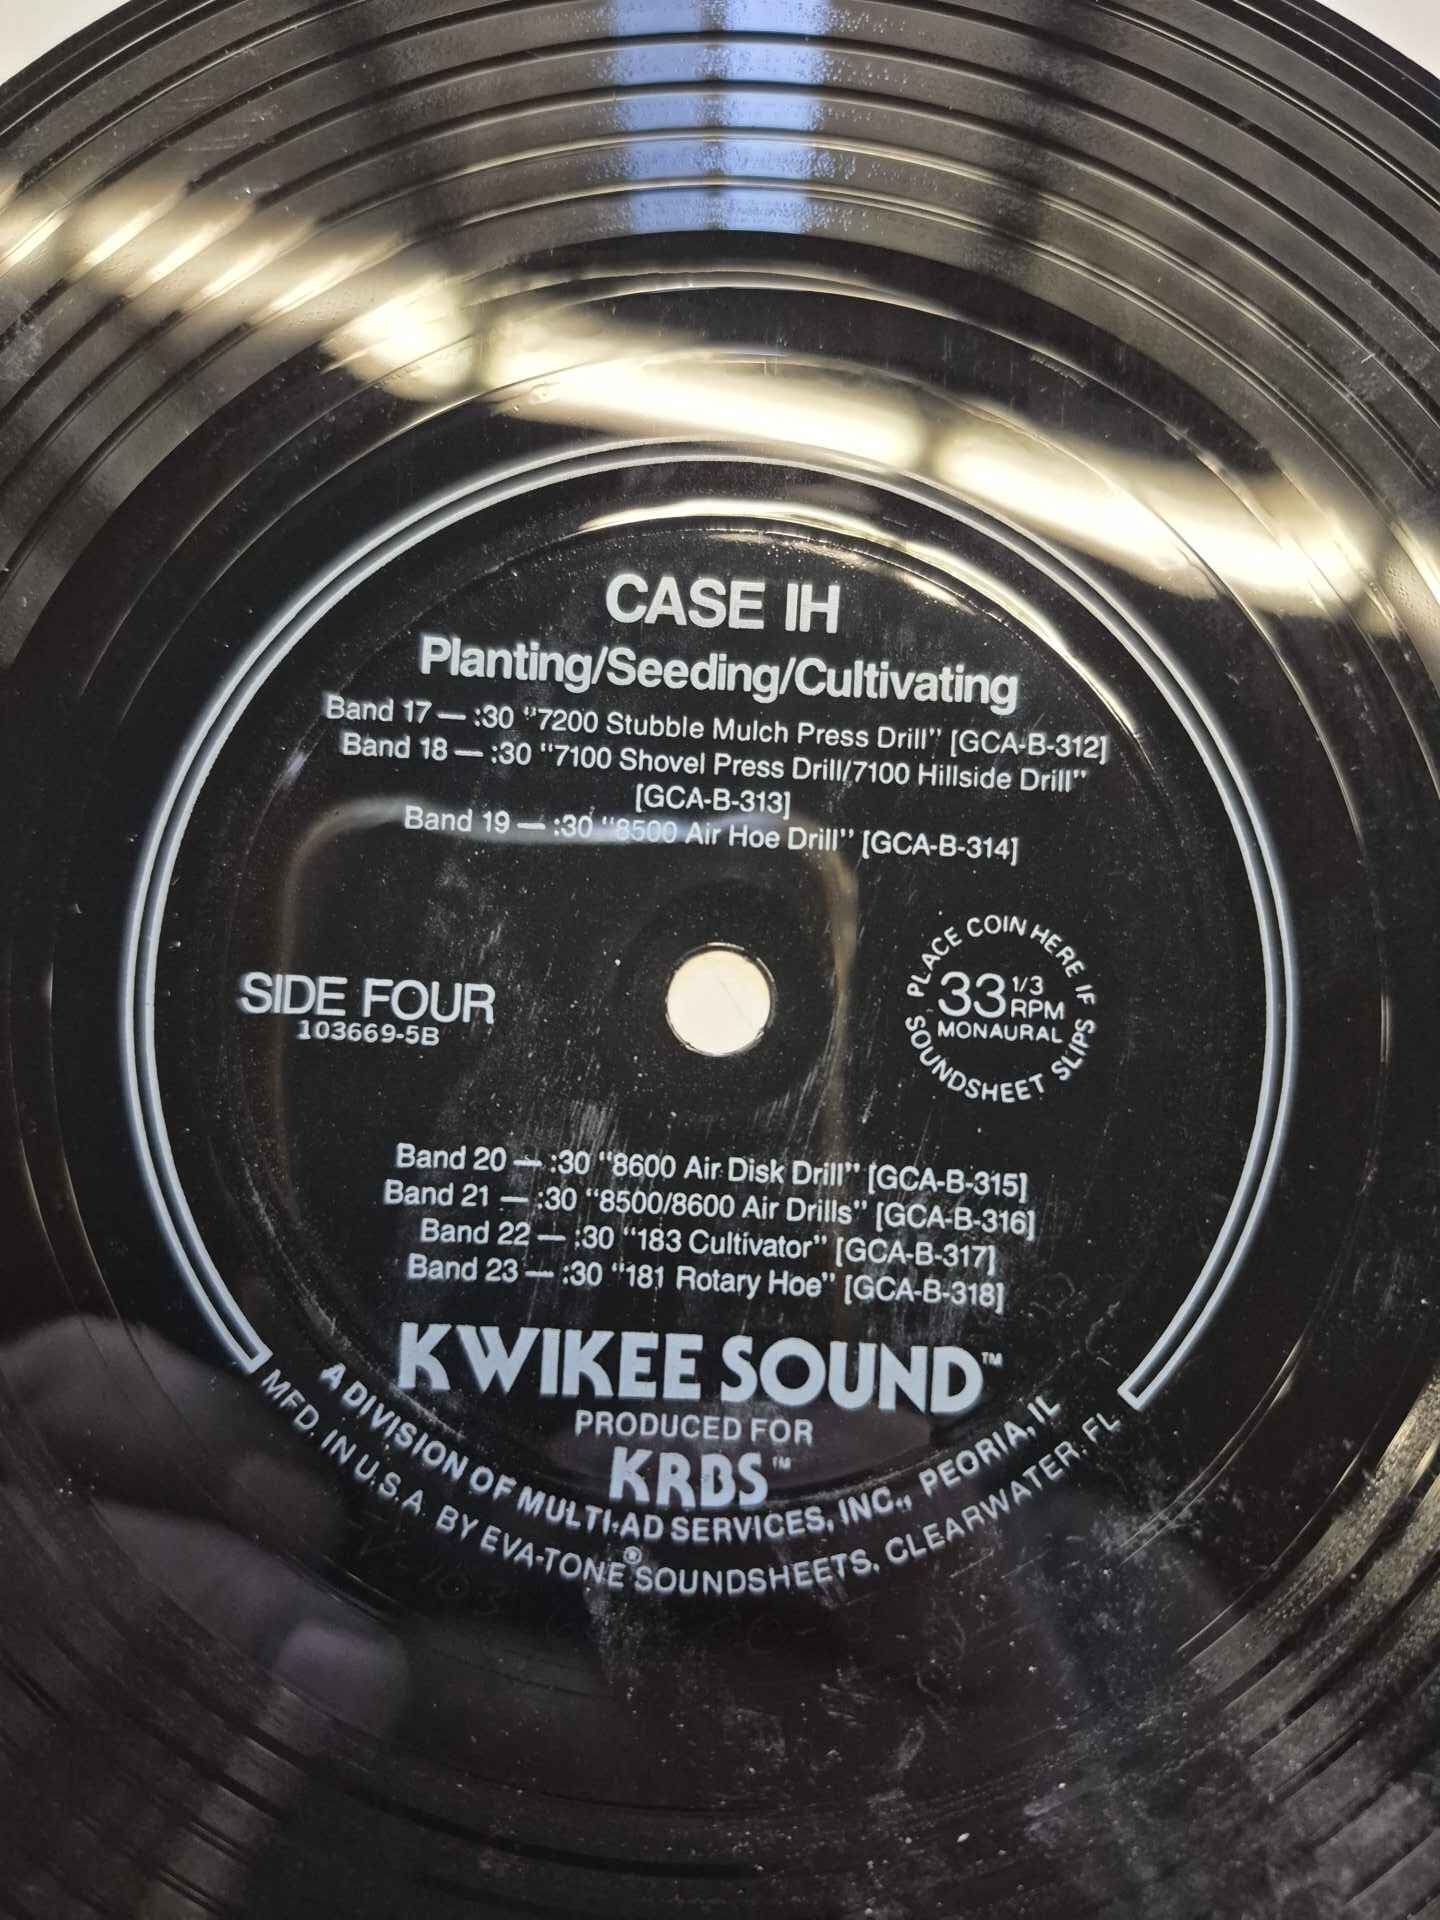 CASE IH
Planting/Seeding/Cultivating
Band 17 — :30 "7200 Stubble Mulch Press Drill" [GCA-B-312]
Band 18 — :30 "7100 Shovel Press Drill/7100 Hillside Drill"
[GCA-B-313]
Band 19 — :30 "8500 Air Hoe Drill" [GCA-B-314]
SIDE FOUR
103669-5B
PLACE COIN HERE IF
SOUNDSHEET SLIPS
33 1/3
RPM
MONAURAL
Band 20 — :30 "8600 Air Disk Drill" [GCA-B-315]
Band 21 — :30 "8500/8600 Air Drills" [GCA-B-316]
Band 22 — :30 "183 Cultivator" [GCA-B-317]
Band 23 — :30 "181 Rotary Hoe" [GCA-B-318]
KWIKEE SOUND™
PRODUCED FOR
KRBS™
A DIVISION OF MULTI-AD SERVICES, INC., PEORIA, IL
MFD. IN U.S.A. BY EVA-TONE® SOUNDSHEETS, CLEARWATER, FL